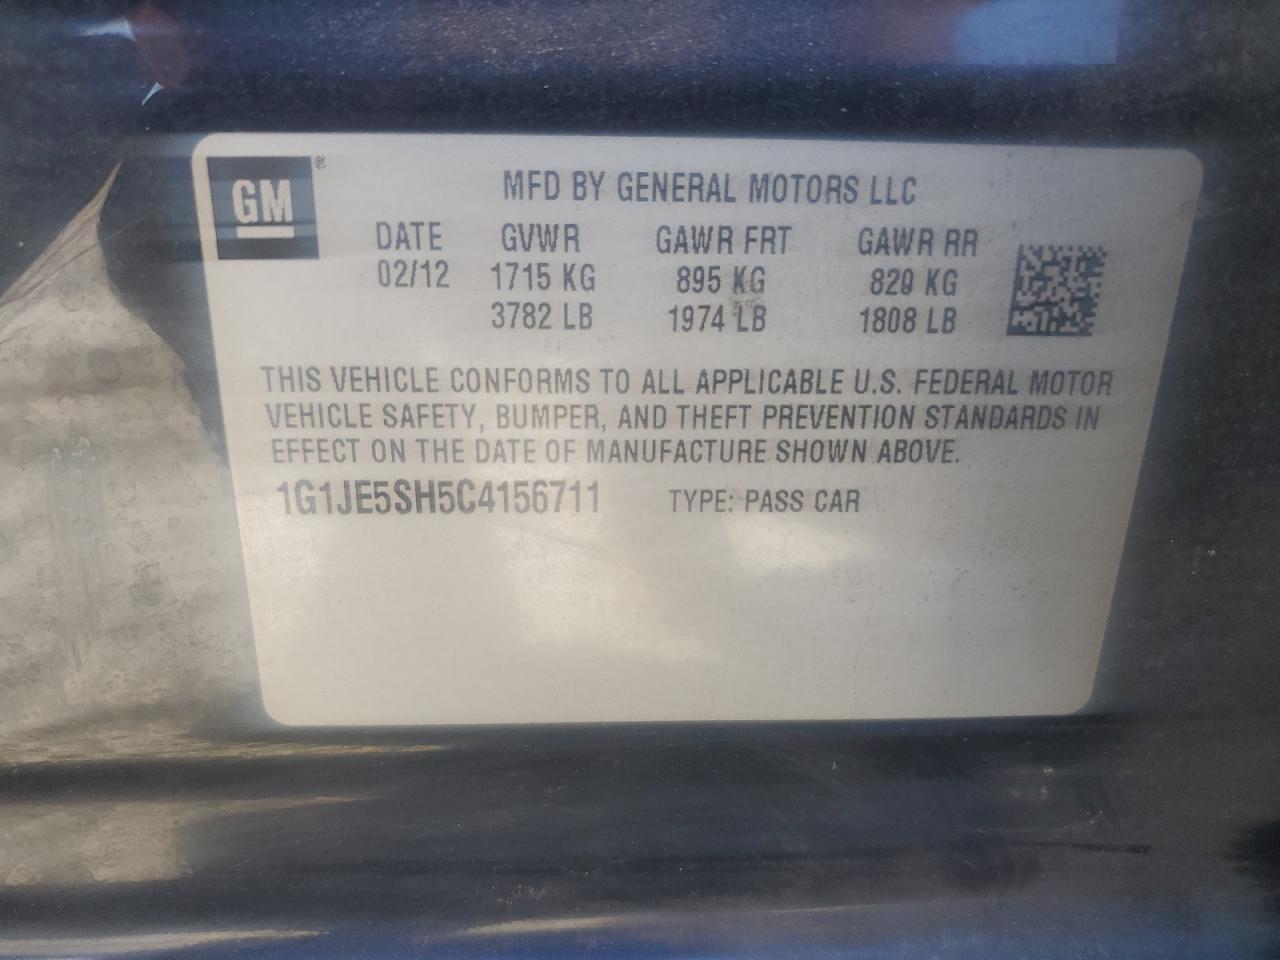 GM ®
MFD BY GENERAL MOTORS LLC
DATE GVWR GAWR FRT GAWR RR
02/12 1715 KG 895 KG 820 KG
3782 LB 1974 LB 1808 LB
THIS VEHICLE CONFORMS TO ALL APPLICABLE U.S. FEDERAL MOTOR
VEHICLE SAFETY, BUMPER, AND THEFT PREVENTION STANDARDS IN
EFFECT ON THE DATE OF MANUFACTURE SHOWN ABOVE.
1G1JE5SH5C4156711 TYPE: PASS CAR